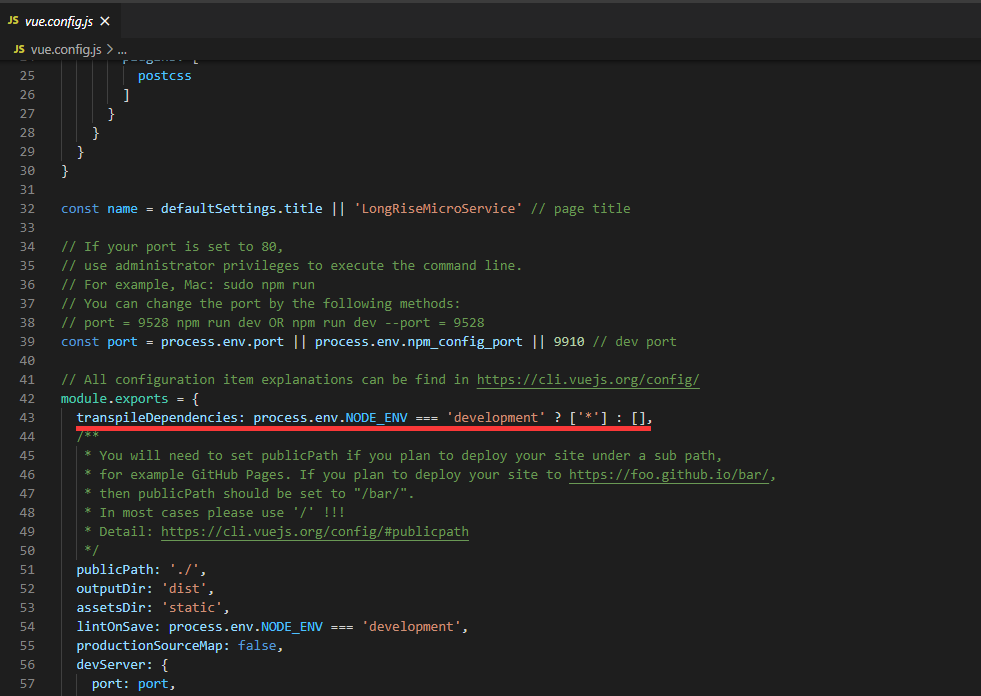 JS vue.config.js ×
JS vue.config.js > ...
25 postcss
26 ]
27 }
28 }
29 }
30 }
31
32 const name = defaultSettings.title || 'LongRiseMicroService' // page title
33
34 // If your port is set to 80,
35 // use administrator privileges to execute the command line.
36 // For example, Mac: sudo npm run
37 // You can change the port by the following methods:
38 // port = 9528 npm run dev OR npm run dev --port = 9528
39 const port = process.env.port || process.env.npm_config_port || 9910 // dev port
40
41 // All configuration item explanations can be find in https://cli.vuejs.org/config/
42 module.exports = {
43 transpileDependencies: process.env.NODE_ENV === 'development' ? ['*'] : [],
44 /**
45 * You will need to set publicPath if you plan to deploy your site under a sub path,
46 * for example GitHub Pages. If you plan to deploy your site to https://foo.github.io/bar/,
47 * then publicPath should be set to "/bar/".
48 * In most cases please use '/' !!!
49 * Detail: https://cli.vuejs.org/config/#publicpath
50 */
51 publicPath: './',
52 outputDir: 'dist',
53 assetsDir: 'static',
54 lintOnSave: process.env.NODE_ENV === 'development',
55 productionSourceMap: false,
56 devServer: {
57 port: port,